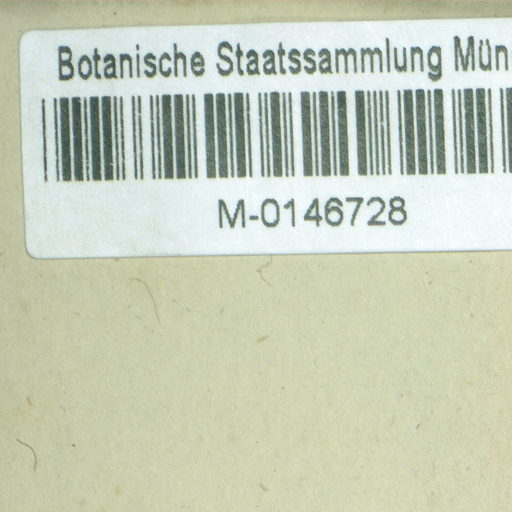 Botanische Staatssammlung Mün
M-0146728